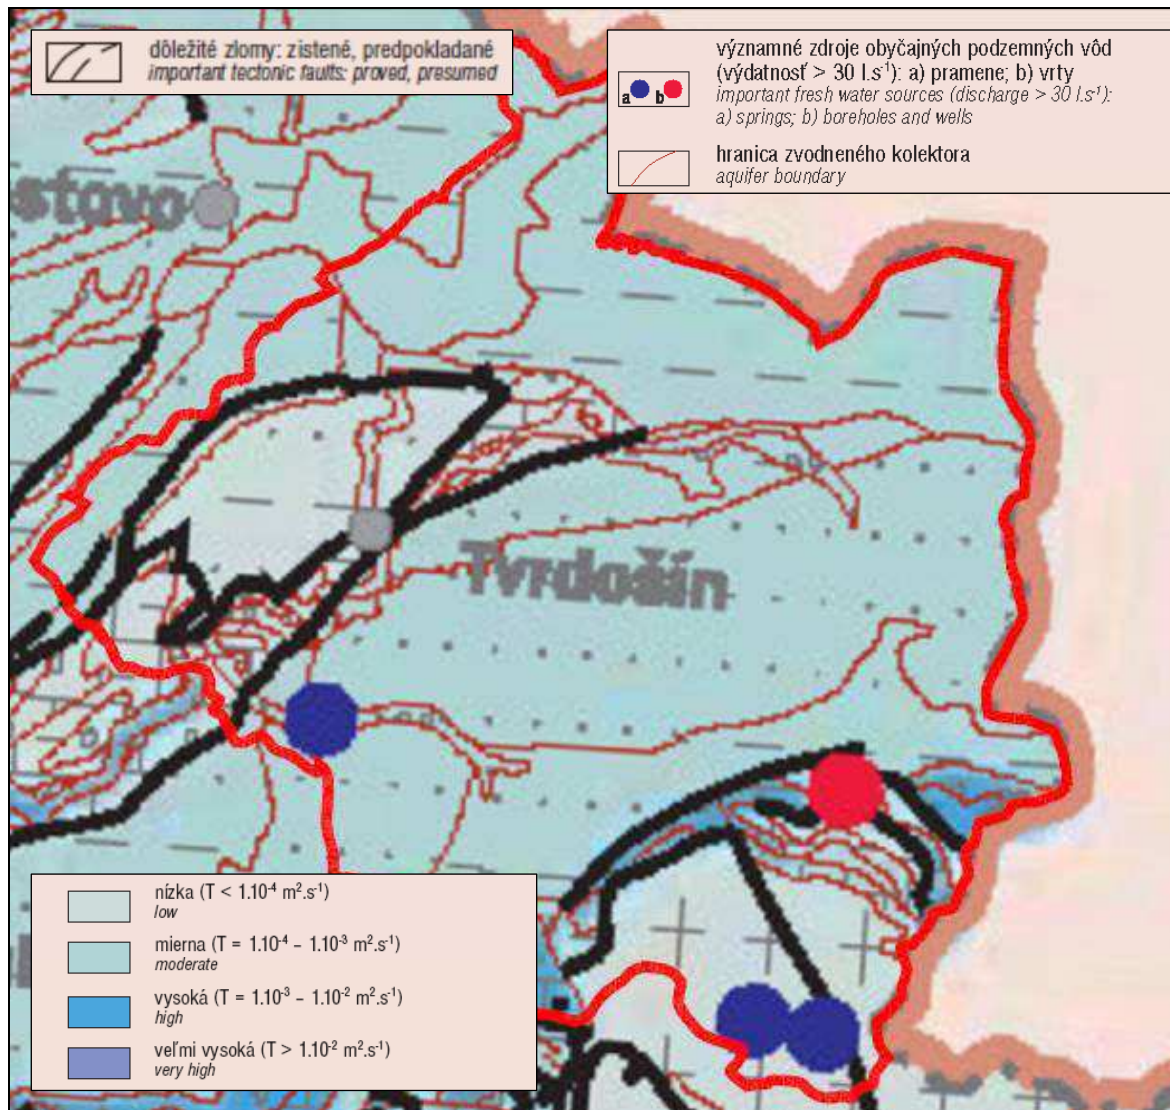 dôležité zlomy: zistené, predpokladané
important tectonic faults: proved, presumed
významné zdroje obyčajných podzemných vôd
(výdatnosť > 30 l.s⁻¹): a) pramene; b) vrty
a b
important fresh water sources (discharge > 30 l.s⁻¹):
a) springs; b) boreholes and wells
hranica zvodneného kolektora
aquifer boundary
stovo
Tvrdošín
nízka (T < 1.10⁻⁴ m².s⁻¹)
low
mierna (T = 1.10⁻⁴ – 1.10⁻³ m².s⁻¹)
moderate
vysoká (T = 1.10⁻³ – 1.10⁻² m².s⁻¹)
high
veľmi vysoká (T > 1.10⁻² m².s⁻¹)
very high